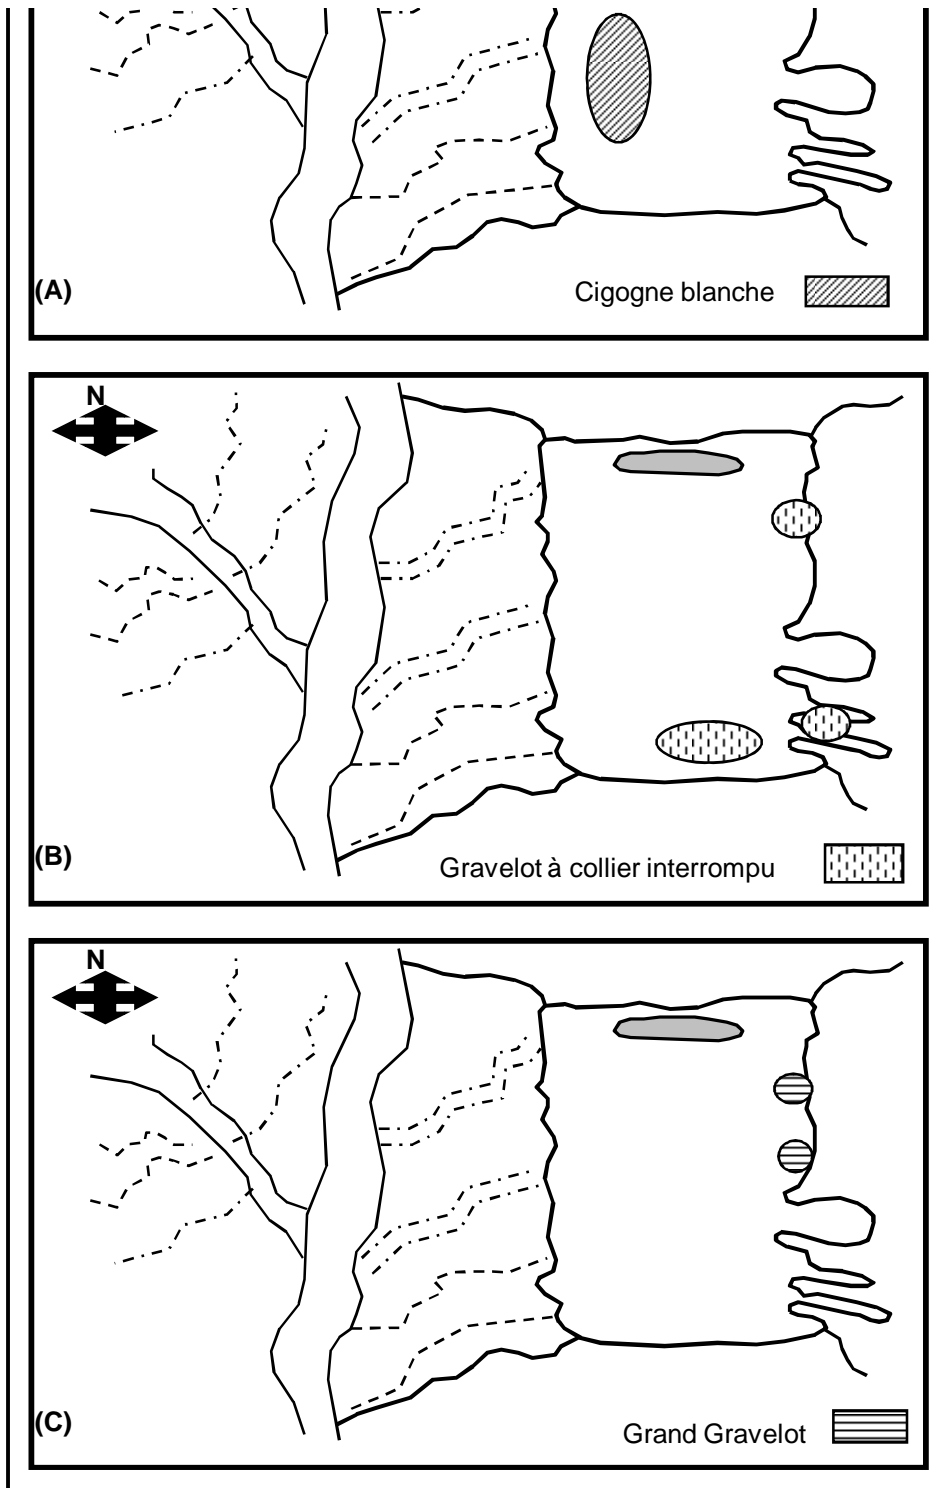 (A)
Cigogne blanche
N
(B)
Gravelot à collier interrompu
N
(C)
Grand Gravelot